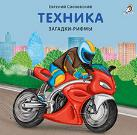 Евгений Сосновский
ТЕХНИКА
ЗАГАДКИ-РИФМЫ